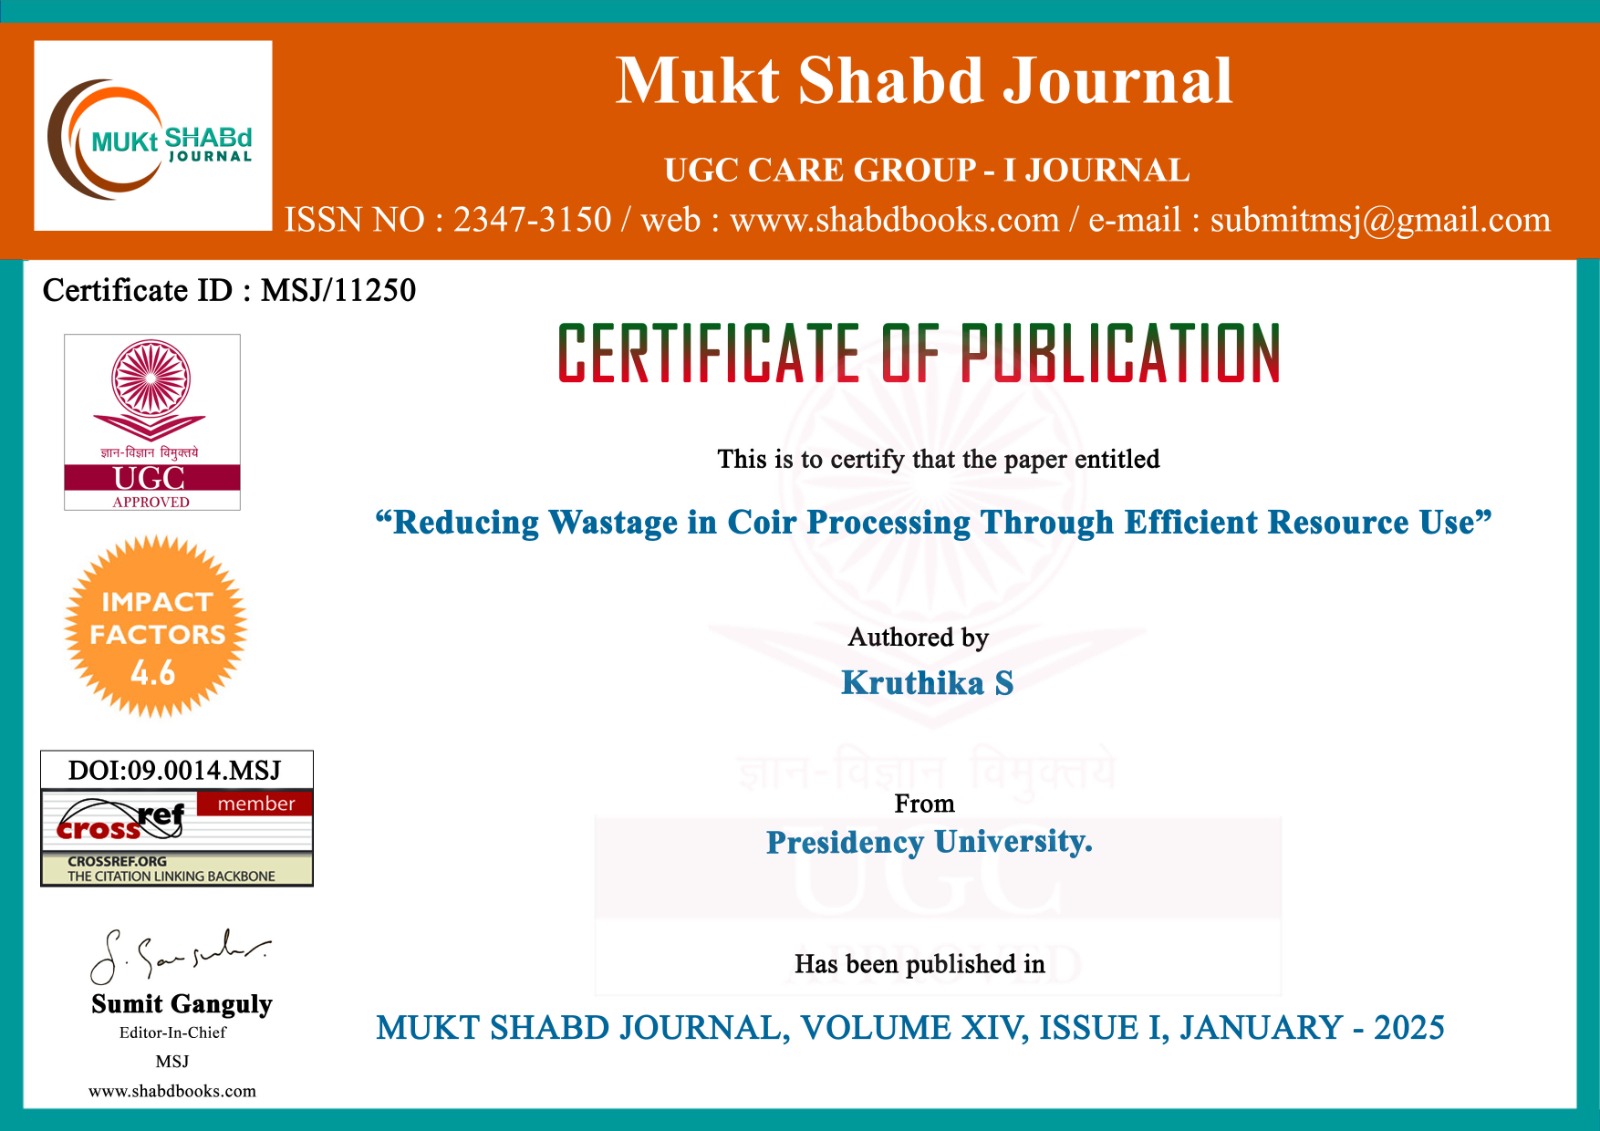 MUKt SHABd
JOURNAL
Mukt Shabd Journal
UGC CARE GROUP - I JOURNAL
ISSN NO : 2347-3150 / web : www.shabdbooks.com / e-mail : submitmsj@gmail.com
Certificate ID : MSJ/11250
ज्ञान-विज्ञान विमुक्तये
UGC
APPROVED
IMPACT
FACTORS
4.6
DOI:09.0014.MSJ
member
crossref
CROSSREF.ORG
THE CITATION LINKING BACKBONE
S. Ganguly
Sumit Ganguly
Editor-In-Chief
MSJ
www.shabdbooks.com
CERTIFICATE OF PUBLICATION
This is to certify that the paper entitled
“Reducing Wastage in Coir Processing Through Efficient Resource Use”
Authored by
Kruthika S
ज्ञान-विज्ञान विमुक्तये
From
Presidency University.
UGC
APPROVED
Has been published in
MUKT SHABD JOURNAL, VOLUME XIV, ISSUE I, JANUARY - 2025